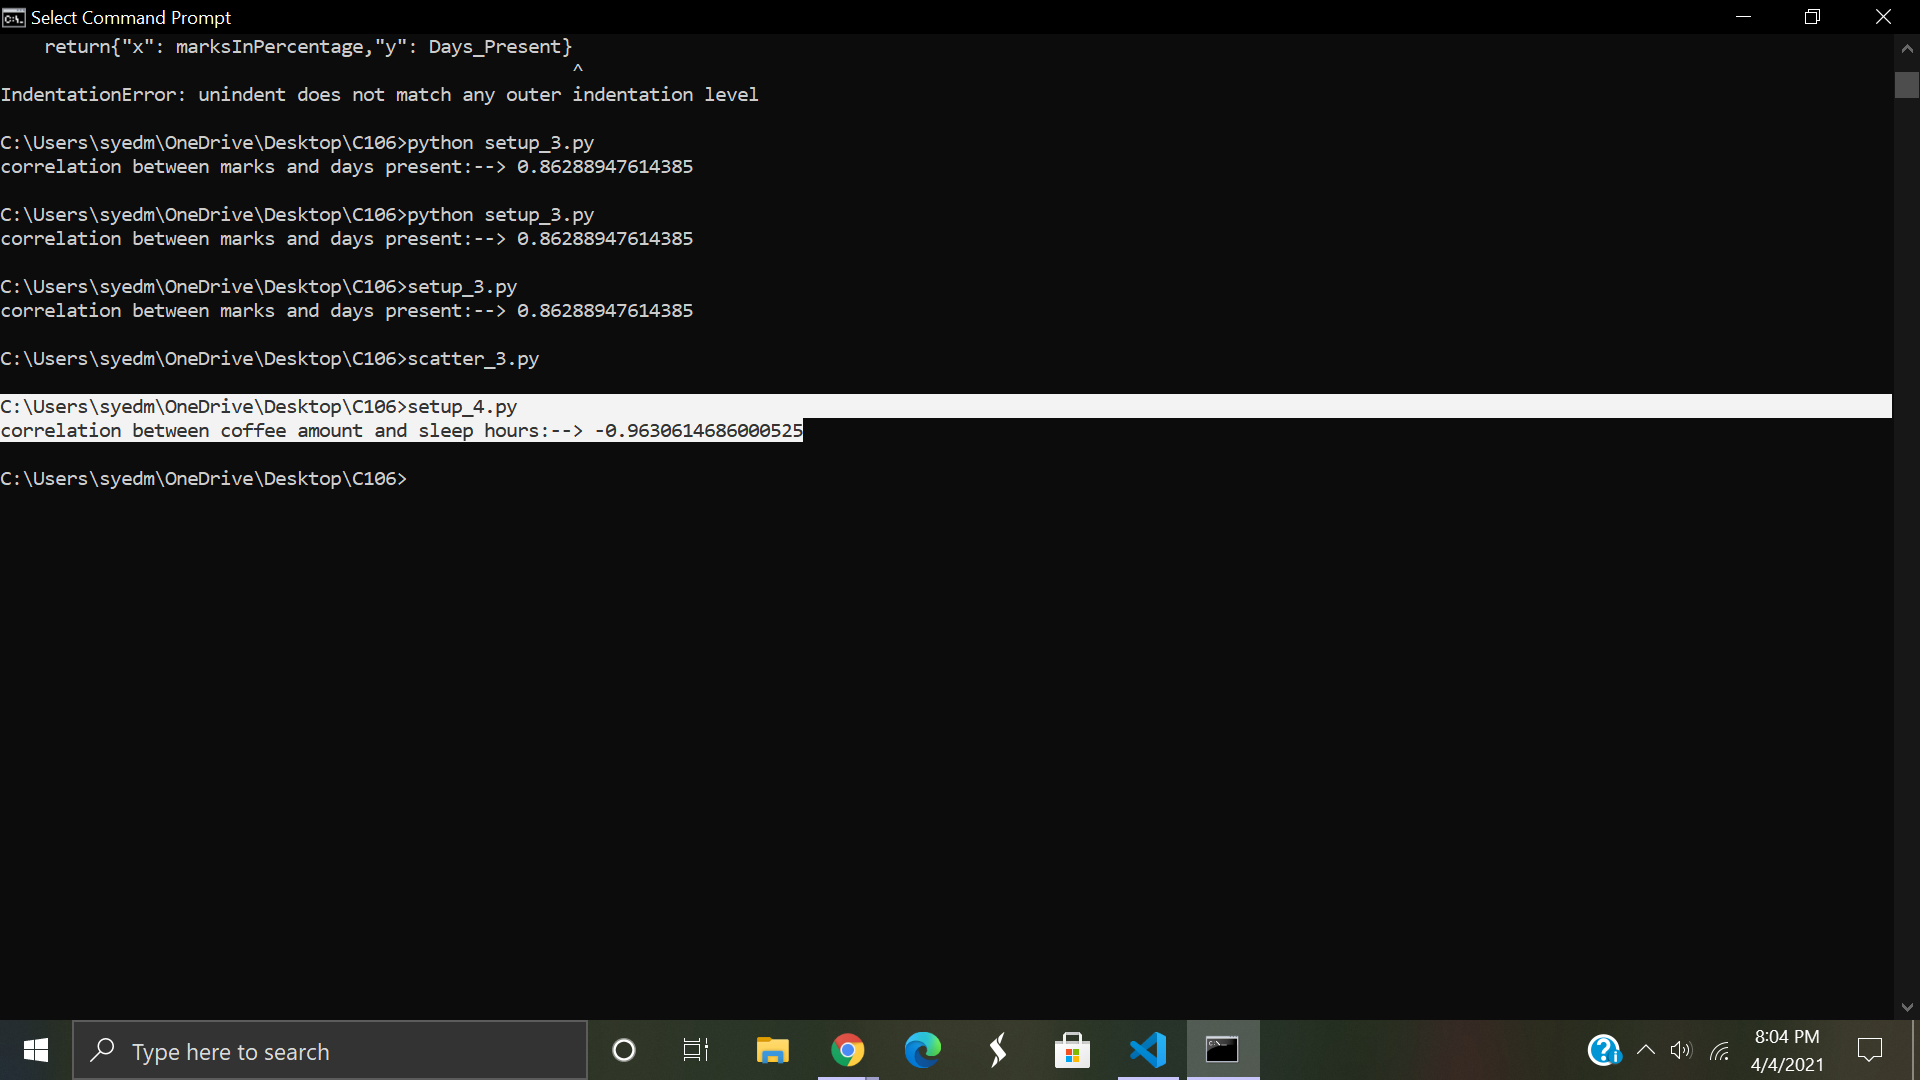 Select Command Prompt
    return{"x": marksInPercentage,"y": Days_Present}
                                                    ^
IndentationError: unindent does not match any outer indentation level
C:\Users\syedm\OneDrive\Desktop\C106>python setup_3.py
correlation between marks and days present:--> 0.86288947614385
C:\Users\syedm\OneDrive\Desktop\C106>python setup_3.py
correlation between marks and days present:--> 0.86288947614385
C:\Users\syedm\OneDrive\Desktop\C106>setup_3.py
correlation between marks and days present:--> 0.86288947614385
C:\Users\syedm\OneDrive\Desktop\C106>scatter_3.py
C:\Users\syedm\OneDrive\Desktop\C106>setup_4.py
correlation between coffee amount and sleep hours:--> -0.9630614686000525
C:\Users\syedm\OneDrive\Desktop\C106>
Type here to search
8:04 PM
4/4/2021